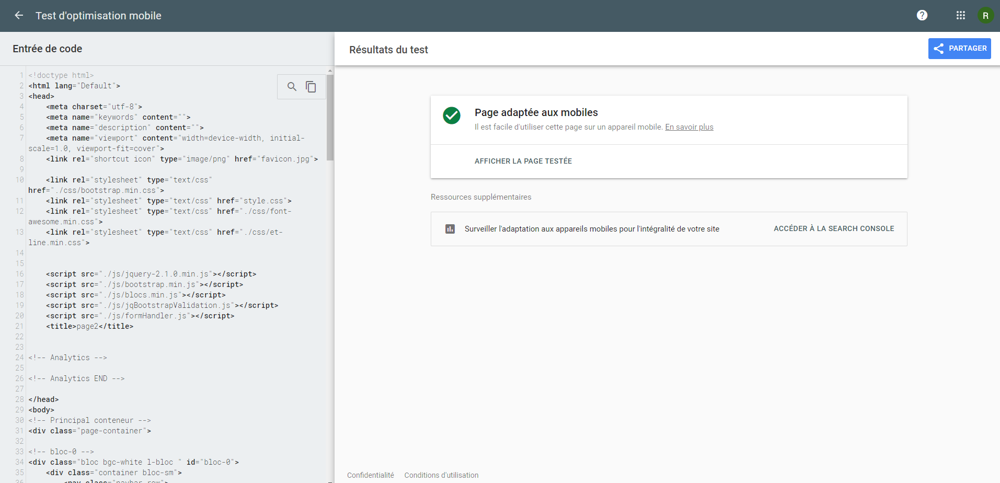 Test d'optimisation mobile
?
R
Entrée de code
1 <!doctype html>
2 <html lang="Default">
3 <head>
4 <meta charset="utf-8">
5 <meta name="keywords" content="">
6 <meta name="description" content="">
7 <meta name="viewport" content="width=device-width, initial-
scale=1.0, viewport-fit=cover">
8 <link rel="shortcut icon" type="image/png" href="favicon.jpg">
9
10 <link rel="stylesheet" type="text/css"
href="./css/bootstrap.min.css">
11 <link rel="stylesheet" type="text/css" href="style.css">
12 <link rel="stylesheet" type="text/css" href="./css/font-
awesome.min.css">
13 <link rel="stylesheet" type="text/css" href="./css/et-
line.min.css">
14
15
16 <script src="./js/jquery-2.1.0.min.js"></script>
17 <script src="./js/bootstrap.min.js"></script>
18 <script src="./js/blocs.min.js"></script>
19 <script src="./js/jqBootstrapValidation.js"></script>
20 <script src="./js/formHandler.js"></script>
21 <title>page2</title>
22
23
24 <!-- Analytics -->
25
26 <!-- Analytics END -->
27
28 </head>
29 <body>
30 <!-- Principal conteneur -->
31 <div class="page-container">
32
33 <!-- bloc-0 -->
34 <div class="bloc bgc-white l-bloc " id="bloc-0">
35 <div class="container bloc-sm">
36 <nav class="navbar row">
Résultats du test
PARTAGER
Page adaptée aux mobiles
Il est facile d'utiliser cette page sur un appareil mobile. En savoir plus
AFFICHER LA PAGE TESTÉE
Ressources supplémentaires
Surveiller l'adaptation aux appareils mobiles pour l'intégralité de votre site
ACCÉDER À LA SEARCH CONSOLE
Confidentialité
Conditions d'utilisation